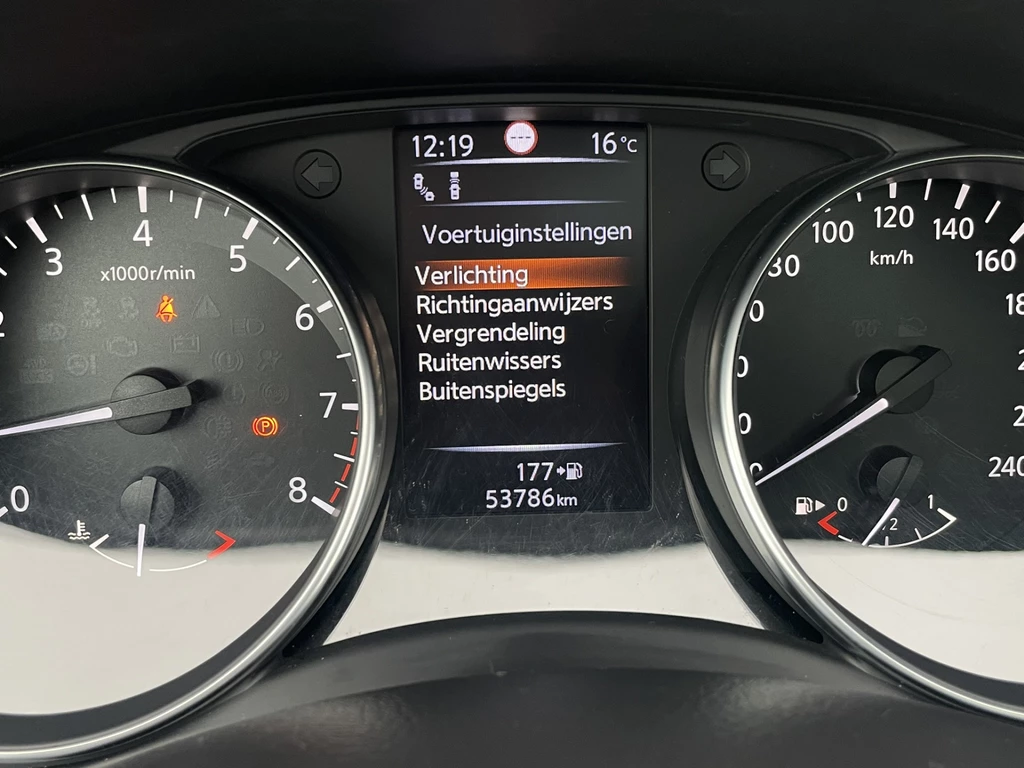 12:19 --- 16°C
Voertuiginstellingen
Verlichting
Richtingaanwijzers
Vergrendeling
Ruitenwissers
Buitenspiegels
177
53786km
0
2
3
4
5
6
7
8
x1000r/min
P
100
120
140
160
km/h
240
0
1
2